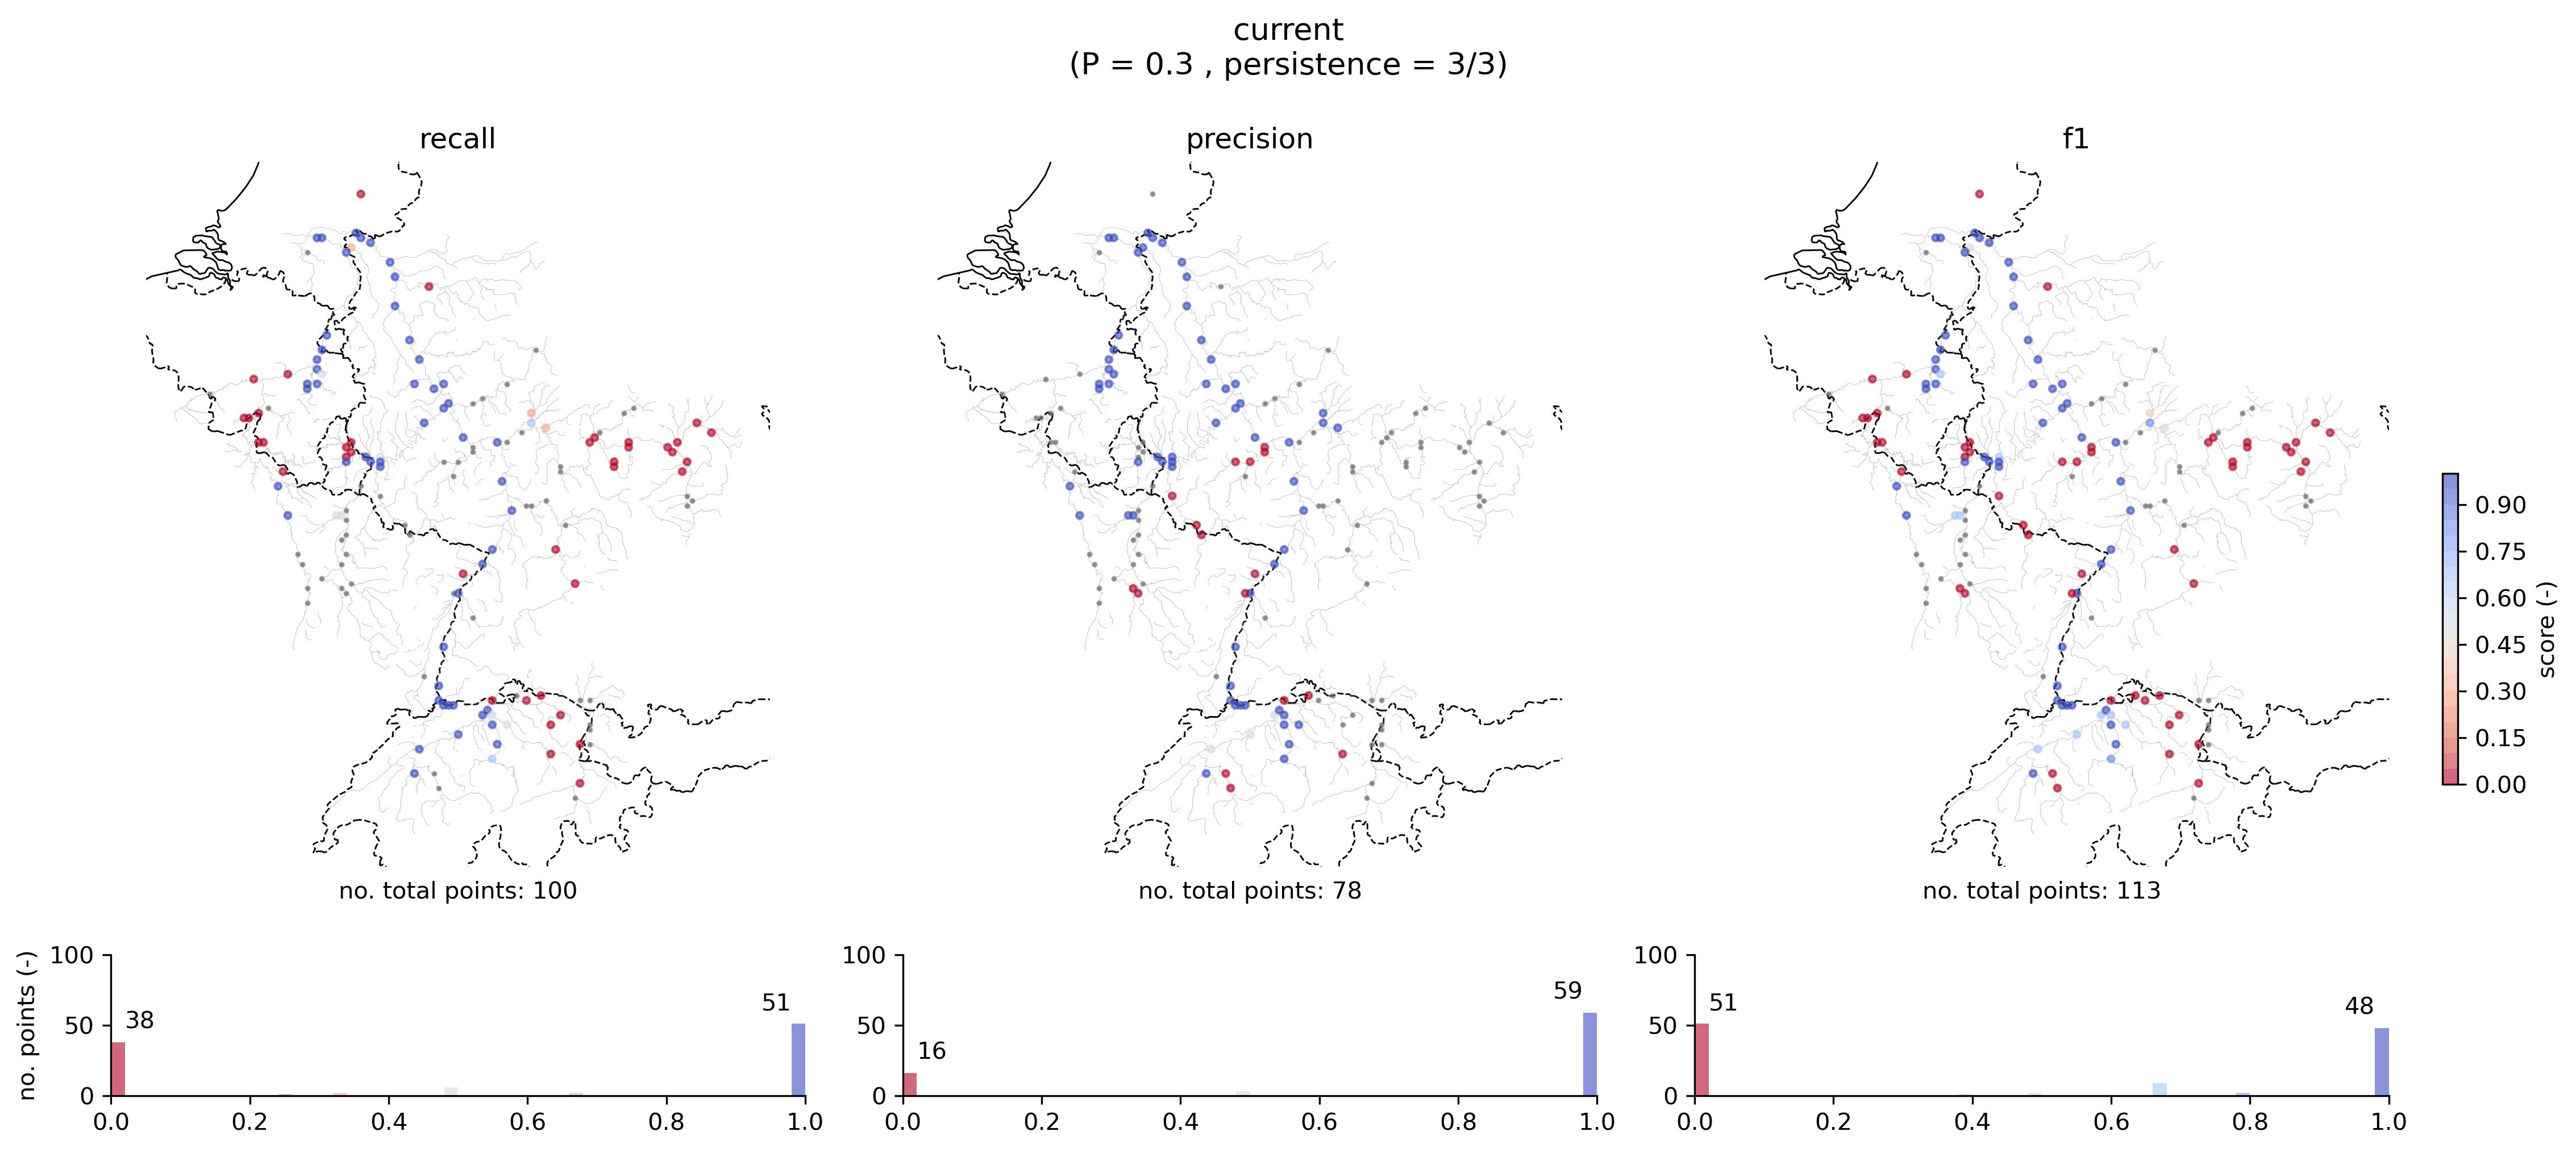 current
(P = 0.3 , persistence = 3/3)
recall
precision
f1
0.90
0.75
0.60
0.45
0.30
0.15
0.00
score (-)
no. total points: 100
no. total points: 78
no. total points: 113
no. points (-)
100
50
0
38
51
0.0 0.2 0.4 0.6 0.8 1.0
100
50
0
16
59
0.0 0.2 0.4 0.6 0.8 1.0
100
50
0
51
48
0.0 0.2 0.4 0.6 0.8 1.0